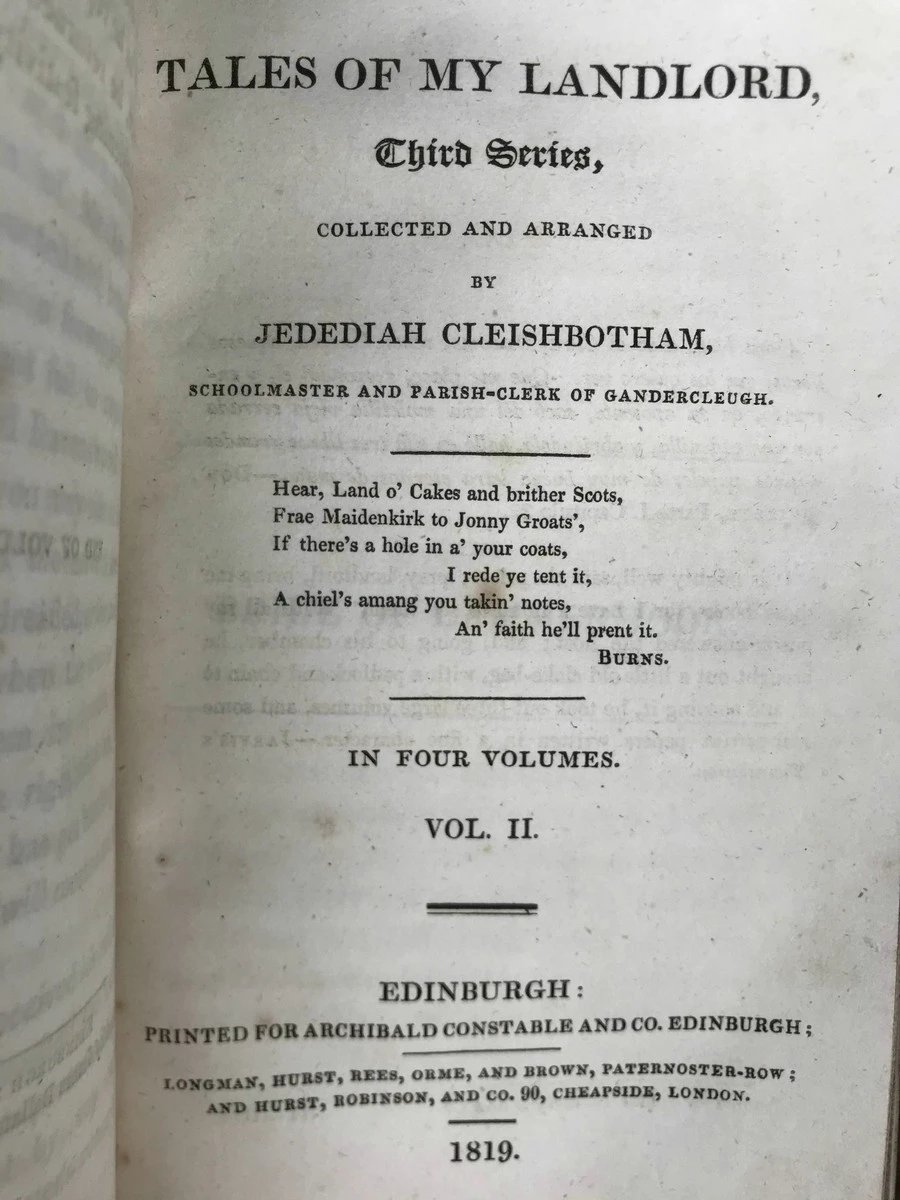 TALES OF MY LANDLORD,
Third Series,
COLLECTED AND ARRANGED
BY
JEDEDIAH CLEISHBOTHAM,
SCHOOLMASTER AND PARISH-CLERK OF GANDERCLEUGH.
Hear, Land o' Cakes and brither Scots,
Frae Maidenkirk to Jonny Groats',
If there's a hole in a' your coats,
I rede ye tent it,
A chiel's amang you takin' notes,
An' faith he'll prent it.
BURNS.
IN FOUR VOLUMES.
VOL. II.
EDINBURGH:
PRINTED FOR ARCHIBALD CONSTABLE AND CO. EDINBURGH;
LONGMAN, HURST, REES, ORME, AND BROWN, PATERNOSTER-ROW;
AND HURST, ROBINSON, AND CO. 90, CHEAPSIDE, LONDON.
1819.